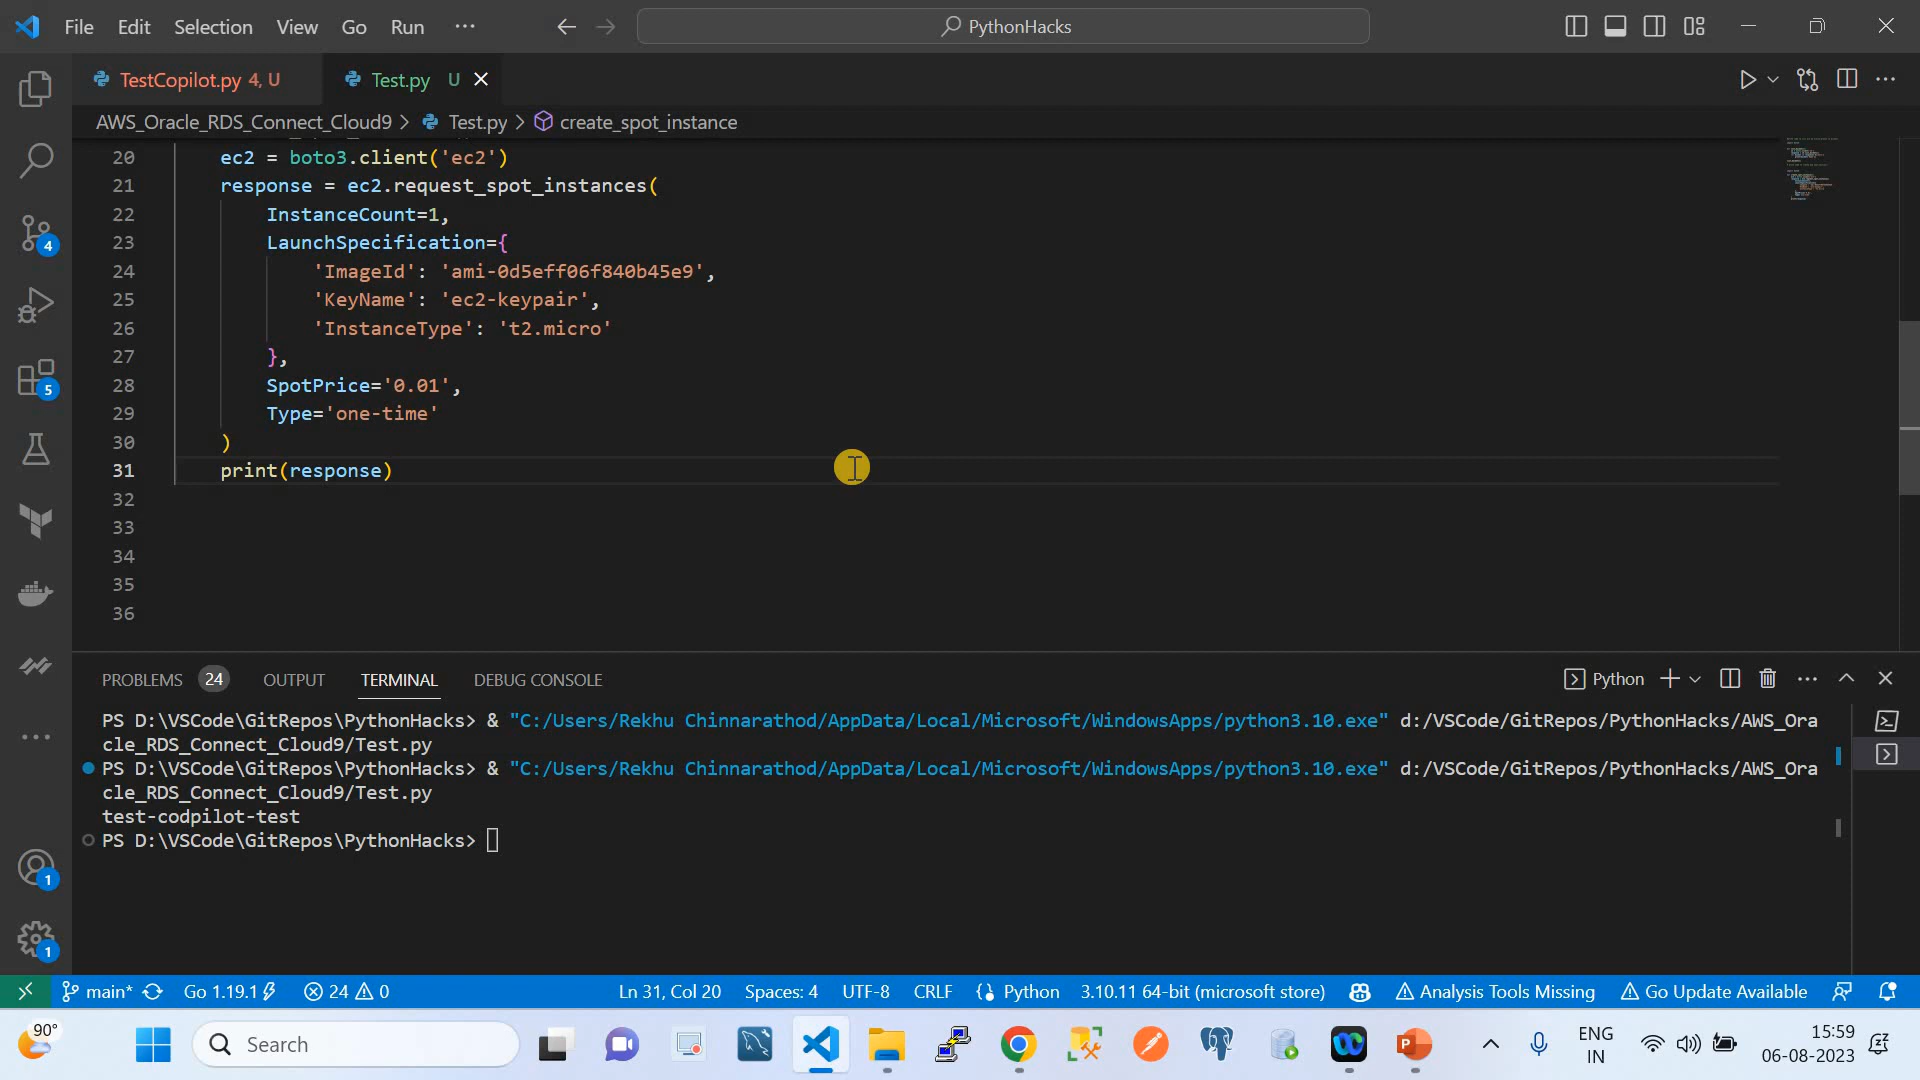 File Edit Selection View Go Run ··· PythonHacks
TestCopilot.py 4, U Test.py U
AWS_Oracle_RDS_Connect_Cloud9 > Test.py > create_spot_instance
20 ec2 = boto3.client('ec2')
21 response = ec2.request_spot_instances(
22 InstanceCount=1,
23 LaunchSpecification={
24 'ImageId': 'ami-0d5eff06f840b45e9',
25 'KeyName': 'ec2-keypair',
26 'InstanceType': 't2.micro'
27 },
28 SpotPrice='0.01',
29 Type='one-time'
30 )
31 print(response)
32
33
34
35
36
4
5
1
1
PROBLEMS 24 OUTPUT TERMINAL DEBUG CONSOLE Python
PS D:\VSCode\GitRepos\PythonHacks> & "C:/Users/Rekhu Chinnarathod/AppData/Local/Microsoft/WindowsApps/python3.10.exe" d:/VSCode/GitRepos/PythonHacks/AWS_Ora
cle_RDS_Connect_Cloud9/Test.py
PS D:\VSCode\GitRepos\PythonHacks> & "C:/Users/Rekhu Chinnarathod/AppData/Local/Microsoft/WindowsApps/python3.10.exe" d:/VSCode/GitRepos/PythonHacks/AWS_Ora
cle_RDS_Connect_Cloud9/Test.py
test-codpilot-test
PS D:\VSCode\GitRepos\PythonHacks>
main* Go 1.19.1 24 0 Ln 31, Col 20 Spaces: 4 UTF-8 CRLF Python 3.10.11 64-bit (microsoft store) Analysis Tools Missing Go Update Available
90° Search ENG 15:59
IN 06-08-2023